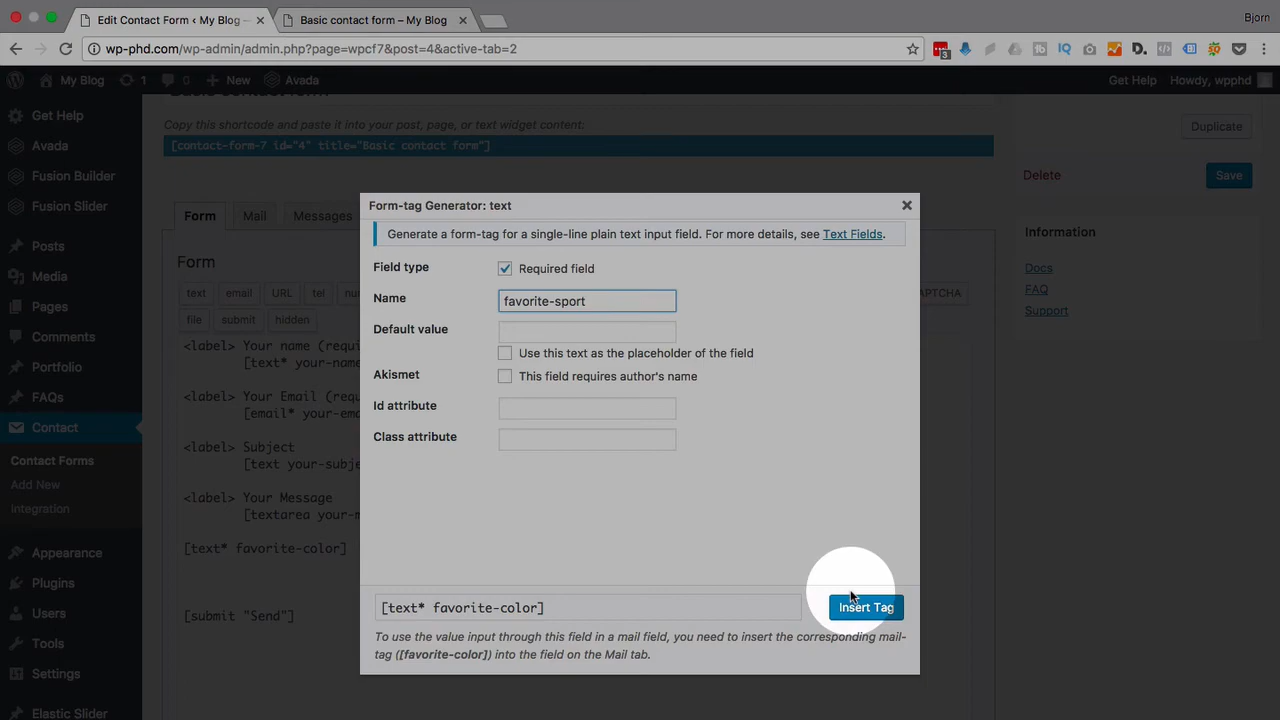 Edit Contact Form ‹ My Blog —
Basic contact form – My Blog
Bjorn
wp-phd.com/wp-admin/admin.php?page=wpcf7&post=4&active-tab=2
3
My Blog
1
New
Avada
Get Help
Howdy, wpphd
Get Help
Avada
Fusion Builder
Fusion Slider
Posts
Media
Pages
Comments
Portfolio
FAQs
Contact
Contact Forms
Add New
Integration
Appearance
Plugins
Users
Tools
Settings
Elastic Slider
Basic contact form
Copy this shortcode and paste it into your post, page, or text widget content:
[contact-form-7 id="4" title="Basic contact form"]
Form
Mail
Messages
Form
text
email
URL
tel
file
submit
hidden
<label> Your name
[text* your-name
<label> Your Email
[email*
<label> Subject
[text
<label> Your Message
[textarea
[text* favorite-color]
[submit "Send"]
Form-tag Generator: text
Generate a form-tag for a single-line plain text input field. For more details, see Text Fields.
Field type
Required field
Name
favorite-sport
Default value
Use this text as the placeholder of the field
Akismet
This field requires author's name
Id attribute
Class attribute
[text* favorite-color]
Insert Tag
To use the value input through this field in a mail field, you need to insert the corresponding mail-
tag ([favorite-color]) into the field on the Mail tab.
Duplicate
Delete
Save
Information
Docs
FAQ
Support